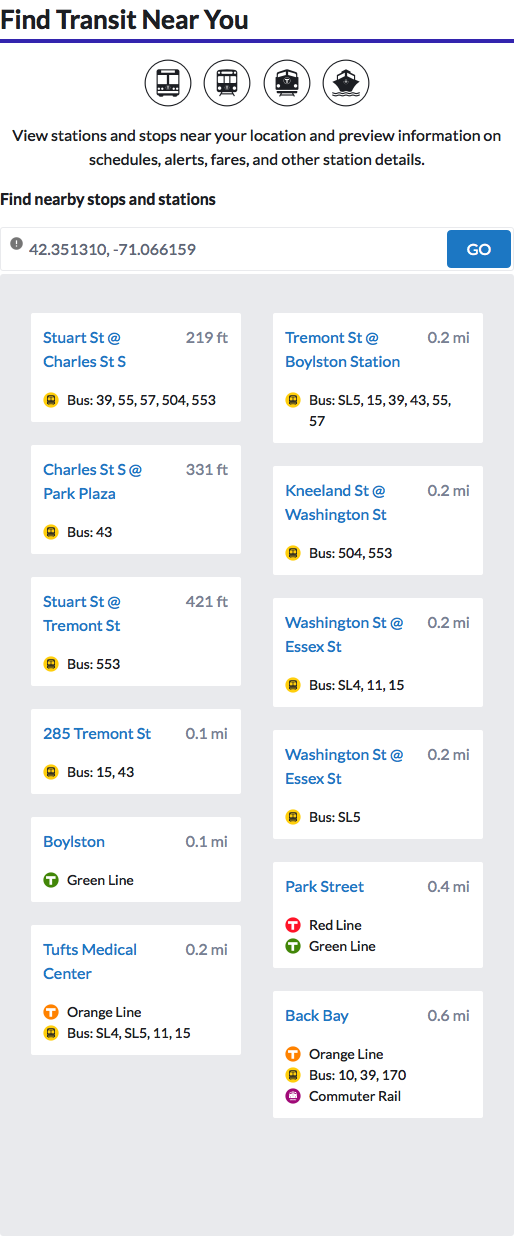 Find Transit Near You
View stations and stops near your location and preview information on
schedules, alerts, fares, and other station details.
Find nearby stops and stations
42.351310, -71.066159
GO
Stuart St @ 219 ft
Charles St S
Bus: 39, 55, 57, 504, 553
Charles St S @ 331 ft
Park Plaza
Bus: 43
Stuart St @ 421 ft
Tremont St
Bus: 553
285 Tremont St 0.1 mi
Bus: 15, 43
Boylston 0.1 mi
Green Line
Tufts Medical 0.2 mi
Center
Orange Line
Bus: SL4, SL5, 11, 15
Tremont St @ 0.2 mi
Boylston Station
Bus: SL5, 15, 39, 43, 55,
57
Kneeland St @ 0.2 mi
Washington St
Bus: 504, 553
Washington St @ 0.2 mi
Essex St
Bus: SL4, 11, 15
Washington St @ 0.2 mi
Essex St
Bus: SL5
Park Street 0.4 mi
Red Line
Green Line
Back Bay 0.6 mi
Orange Line
Bus: 10, 39, 170
Commuter Rail